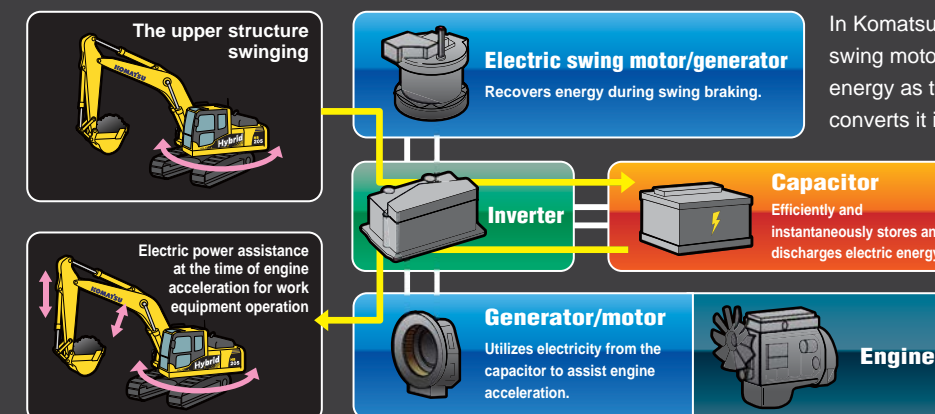 The upper structure
swinging
KOMATSU
Hybrid
Electric swing motor/generator
Recovers energy during swing braking.
In Komatsu
swing moto
energy as t
converts it i
Inverter
Capacitor
Efficiently and
instantaneously stores an
discharges electric energy
Electric power assistance
at the time of engine
acceleration for work
equipment operation
KOMATSU
Hybrid
Generator/motor
Utilizes electricity from the
capacitor to assist engine
acceleration.
Engine